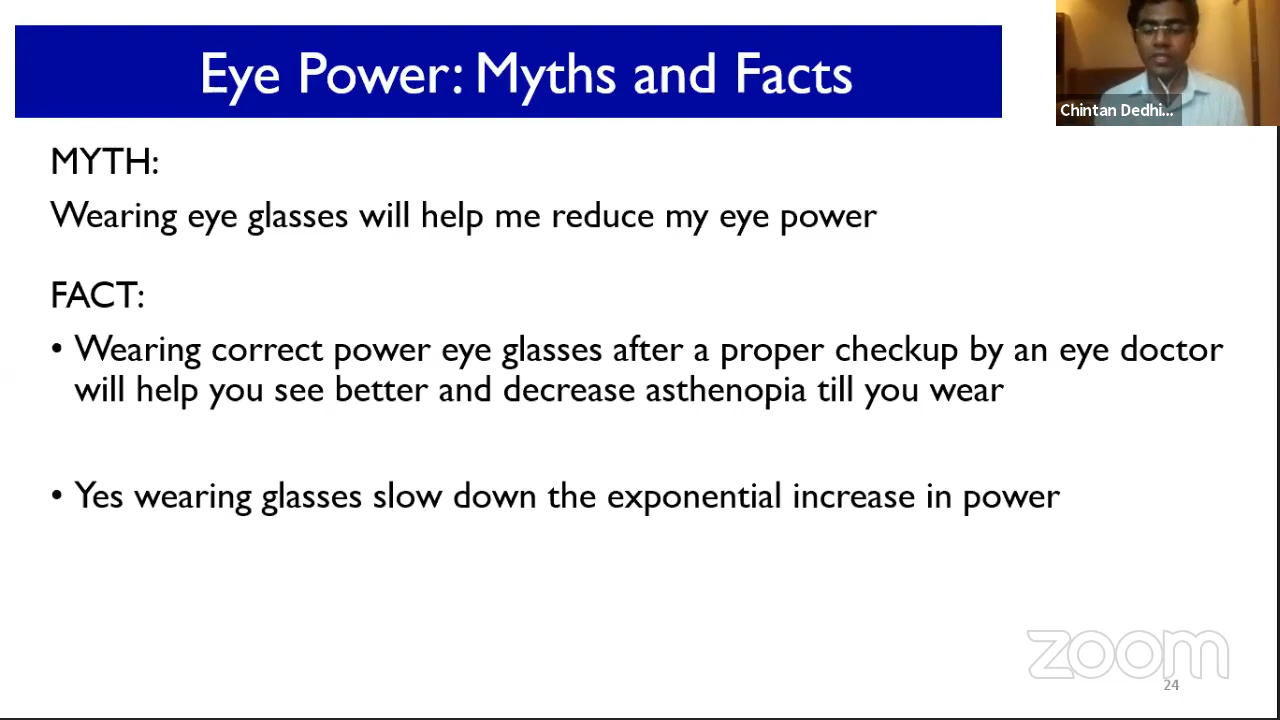 Eye Power: Myths and Facts
Chintan Dedhi...
MYTH:
Wearing eye glasses will help me reduce my eye power
FACT:
• Wearing correct power eye glasses after a proper checkup by an eye doctor
will help you see better and decrease asthenopia till you wear
• Yes wearing glasses slow down the exponential increase in power
zoom
24